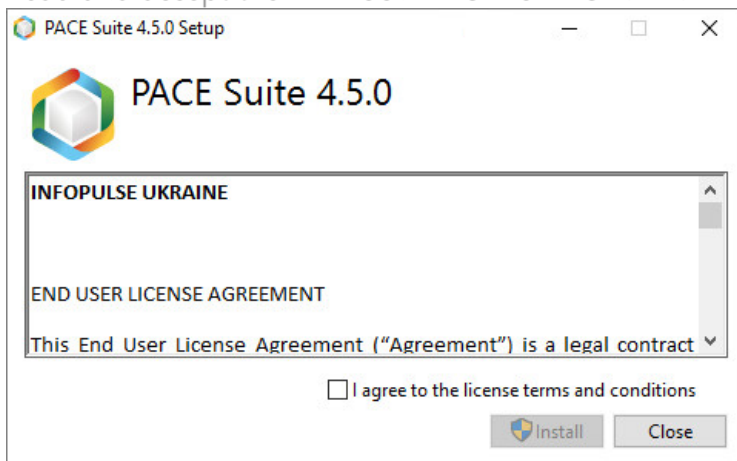 PACE Suite 4.5.0 Setup
PACE Suite 4.5.0
INFOPULSE UKRAINE
END USER LICENSE AGREEMENT
This End User License Agreement (“Agreement”) is a legal contract
I agree to the license terms and conditions
Install
Close